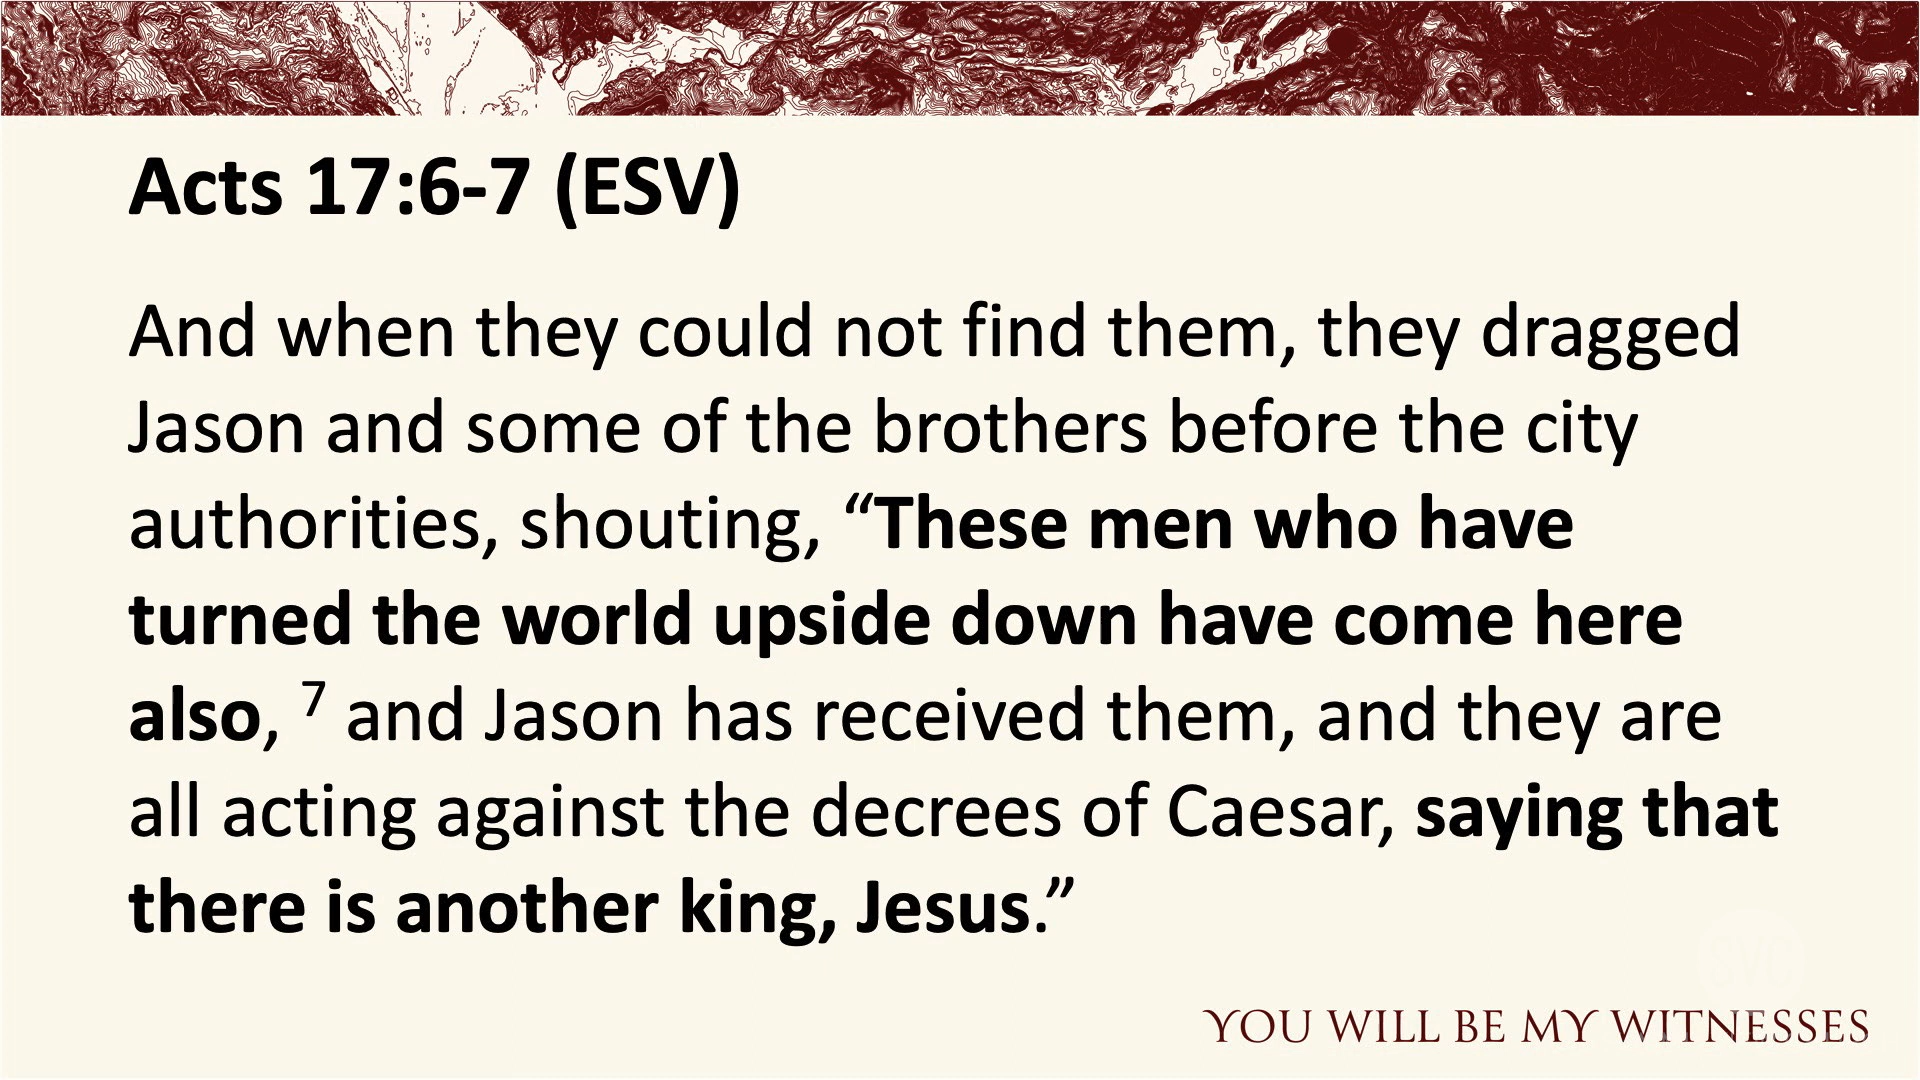 Acts 17:6-7 (ESV)
And when they could not find them, they dragged
Jason and some of the brothers before the city
authorities, shouting, “These men who have
turned the world upside down have come here
also, ⁷ and Jason has received them, and they are
all acting against the decrees of Caesar, saying that
there is another king, Jesus.”
SVC
YOU WILL BE MY WITNESSES